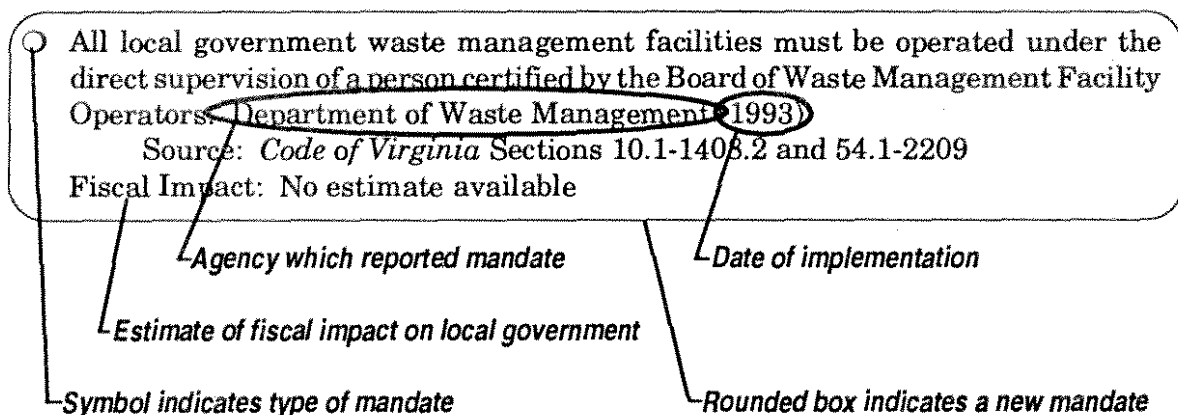 All local government waste management facilities must be operated under the
direct supervision of a person certified by the Board of Waste Management Facility
Operators. (Department of Waste Management, 1993)
Source: Code of Virginia Sections 10.1-1408.2 and 54.1-2209
Fiscal Impact: No estimate available
Agency which reported mandate
Date of implementation
Estimate of fiscal impact on local government
Symbol indicates type of mandate
Rounded box indicates a new mandate